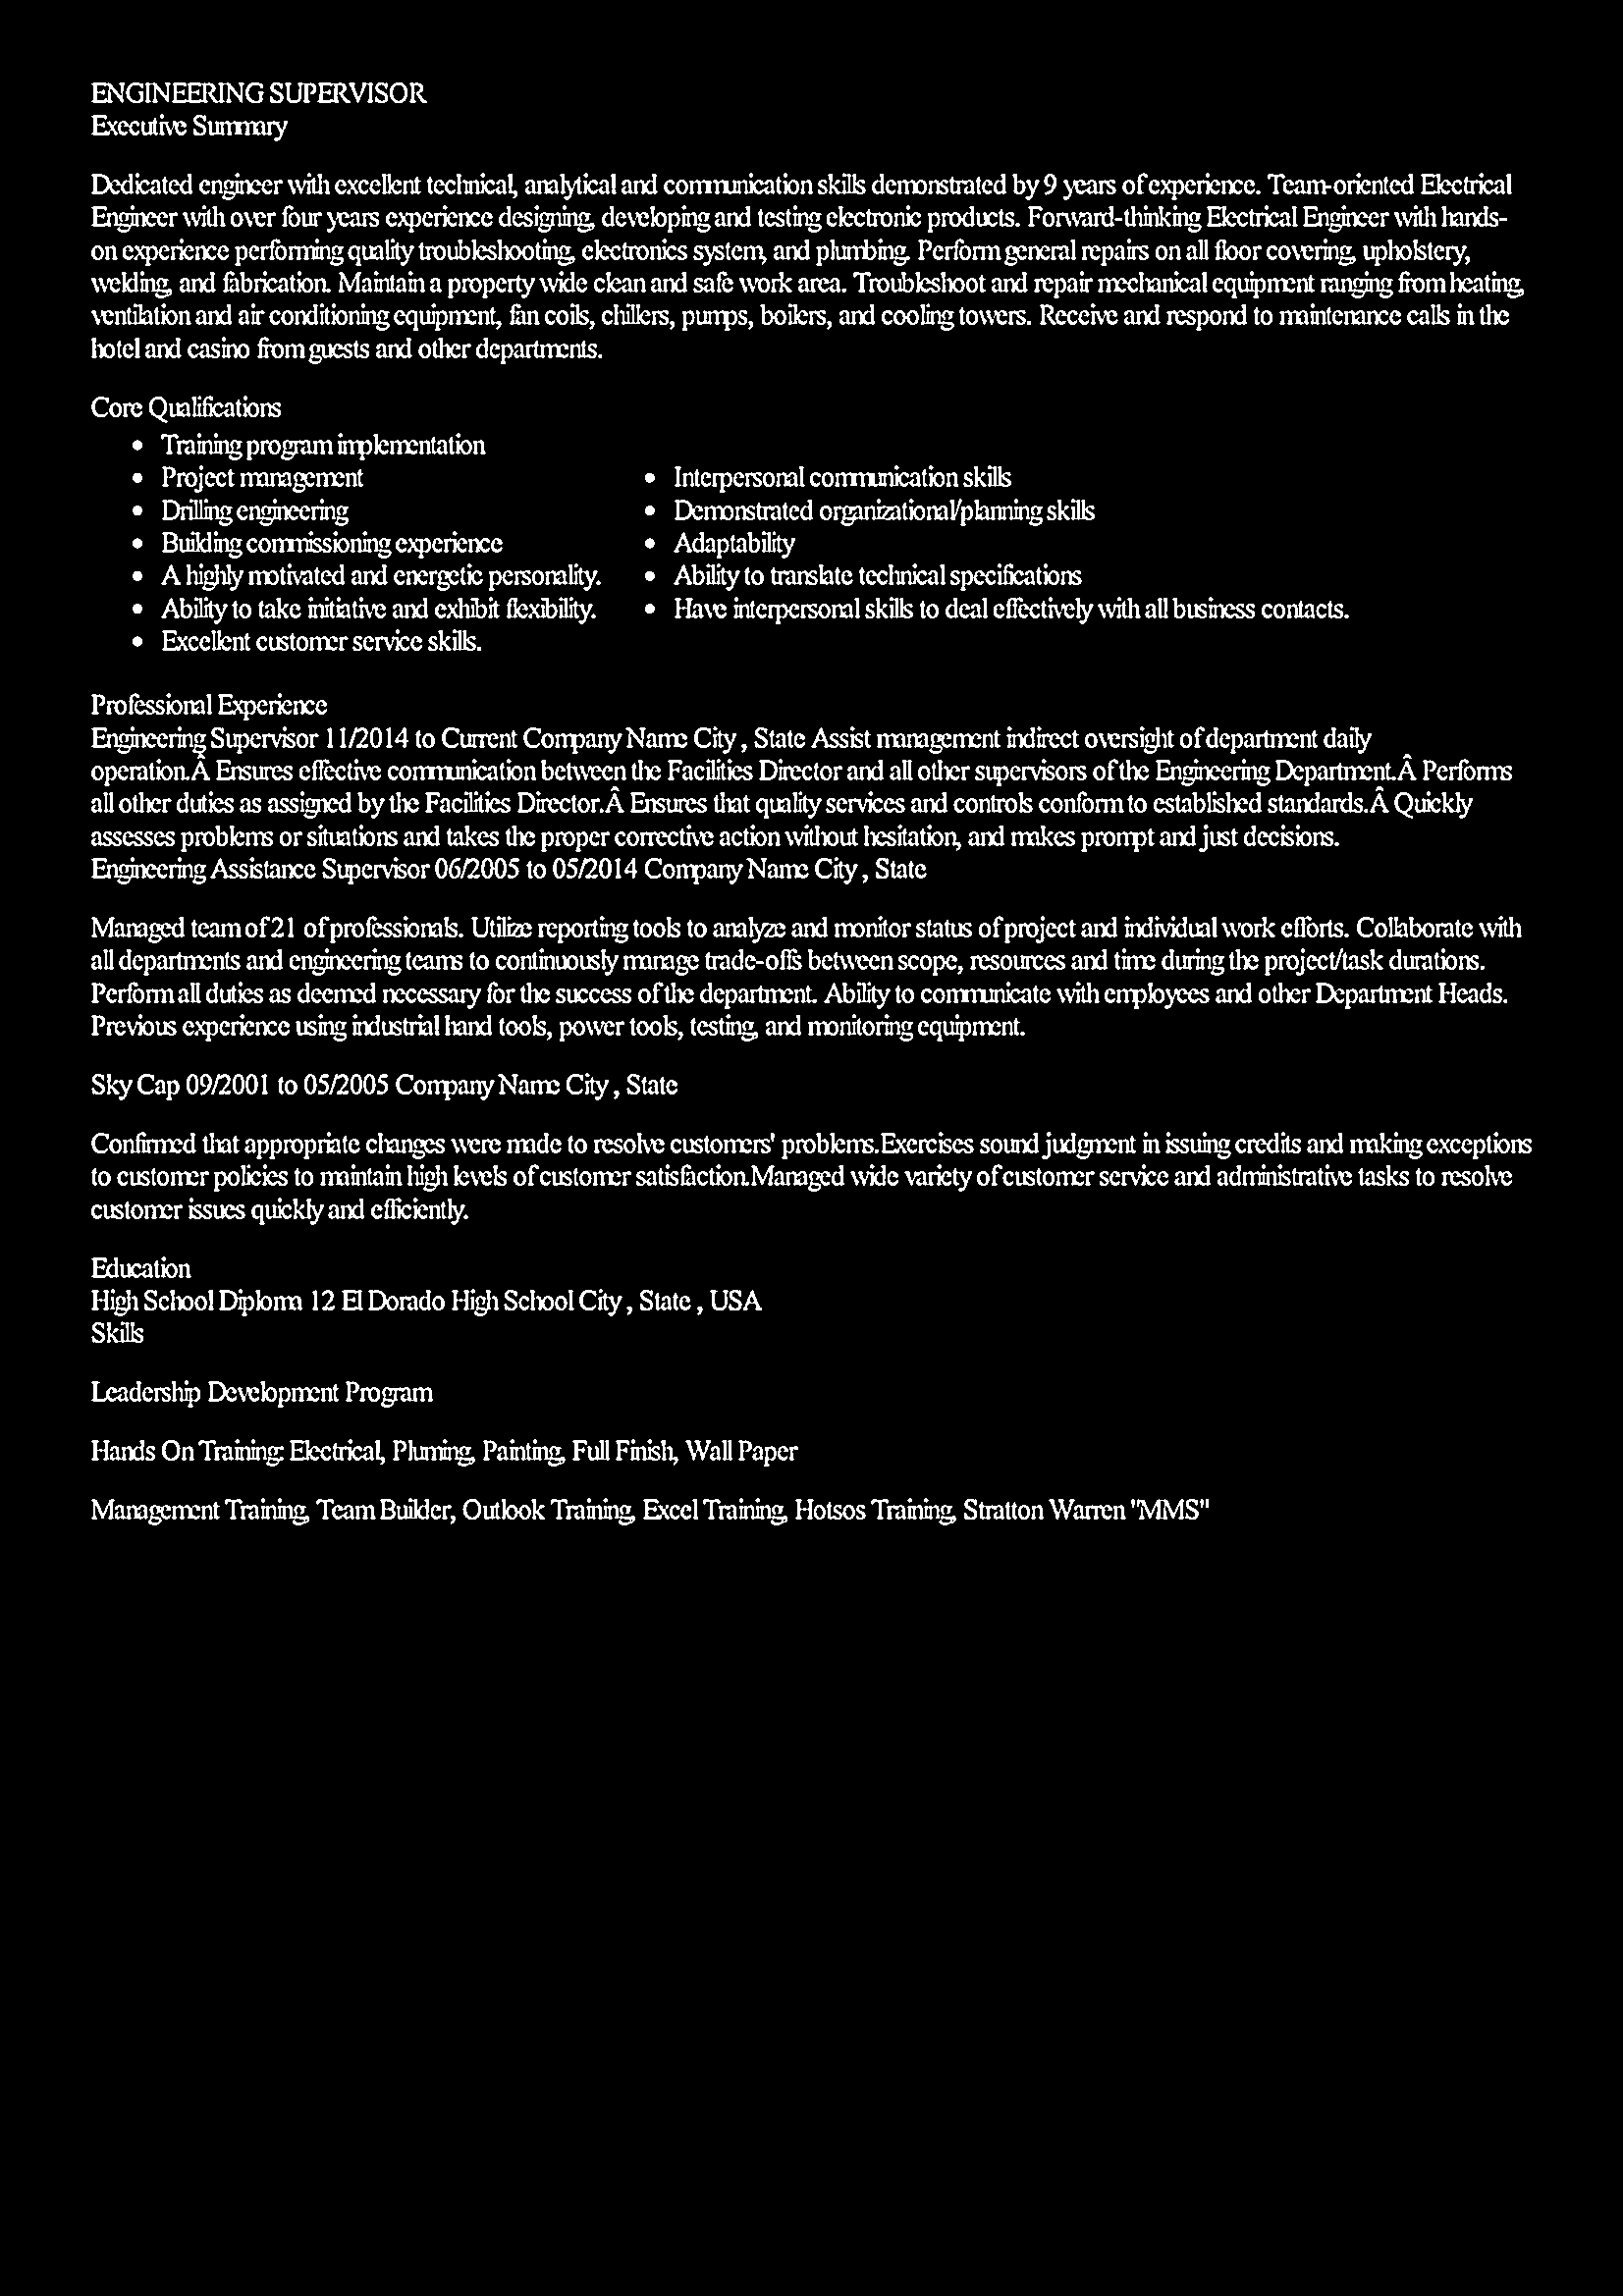 ENGINEERING SUPERVISOR
Executive Summary
Dedicated engineer with excellent technical, analytical and communication skills demonstrated by 9 years of experience. Team-oriented Electrical
Engineer with over four years experience designing, developing and testing electronic products. Forward-thinking Electrical Engineer with hands-
on experience performing quality troubleshooting, electronics system, and plumbing. Perform general repairs on all floor covering, upholstery,
welding, and fabrication. Maintain a property wide clean and safe work area. Troubleshoot and repair mechanical equipment ranging from heating,
ventilation and air conditioning equipment, fan coils, chillers, pumps, boilers, and cooling towers. Receive and respond to maintenance calls in the
hotel and casino from guests and other departments.
Core Qualifications
• Training program implementation
• Project management
• Drilling engineering
• Building commissioning experience
• A highly motivated and energetic personality.
• Ability to take initiative and exhibit flexibility.
• Excellent customer service skills.
• Interpersonal communication skills
• Demonstrated organizational/planning skills
• Adaptability
• Ability to translate technical specifications
• Have interpersonal skills to deal effectively with all business contacts.
Professional Experience
Engineering Supervisor 11/2014 to Current Company Name City , State Assist management indirect oversight of department daily
operation.Â Ensures effective communication between the Facilities Director and all other supervisors of the Engineering Department.Â Performs
all other duties as assigned by the Facilities Director.Â Ensures that quality services and controls conform to established standards.Â Quickly
assesses problems or situations and takes the proper corrective action without hesitation, and makes prompt and just decisions.
Engineering Assistance Supervisor 06/2005 to 05/2014 Company Name City , State
Managed team of 21 of professionals. Utilize reporting tools to analyze and monitor status of project and individual work efforts. Collaborate with
all departments and engineering teams to continuously manage trade-offs between scope, resources and time during the project/task durations.
Perform all duties as deemed necessary for the success of the department. Ability to communicate with employees and other Department Heads.
Previous experience using industrial hand tools, power tools, testing, and monitoring equipment.
Sky Cap 09/2001 to 05/2005 Company Name City , State
Confirmed that appropriate changes were made to resolve customers' problems.Exercises sound judgment in issuing credits and making exceptions
to customer policies to maintain high levels of customer satisfaction.Managed wide variety of customer service and administrative tasks to resolve
customer issues quickly and efficiently.
Education
High School Diploma 12 El Dorado High School City , State , USA
Skills
Leadership Development Program
Hands On Training: Electrical, Pluming, Painting, Full Finish, Wall Paper
Management Training, Team Builder, Outlook Training, Excel Training, Hotsos Training, Stratton Warren "MMS"